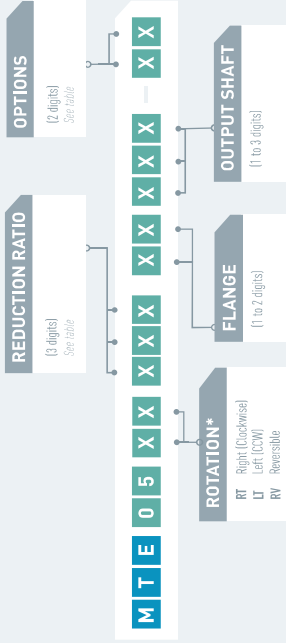 REDUCTION RATIO
(3 digits)
See table
OPTIONS
(2 digits)
See table
M T E 0 5 X X X X X X X X X X — X X
ROTATION*
RT Right (Clockwise)
LT Left (CCW)
RV Reversible
FLANGE
(1 to 2 digits)
OUTPUT SHAFT
(1 to 3 digits)